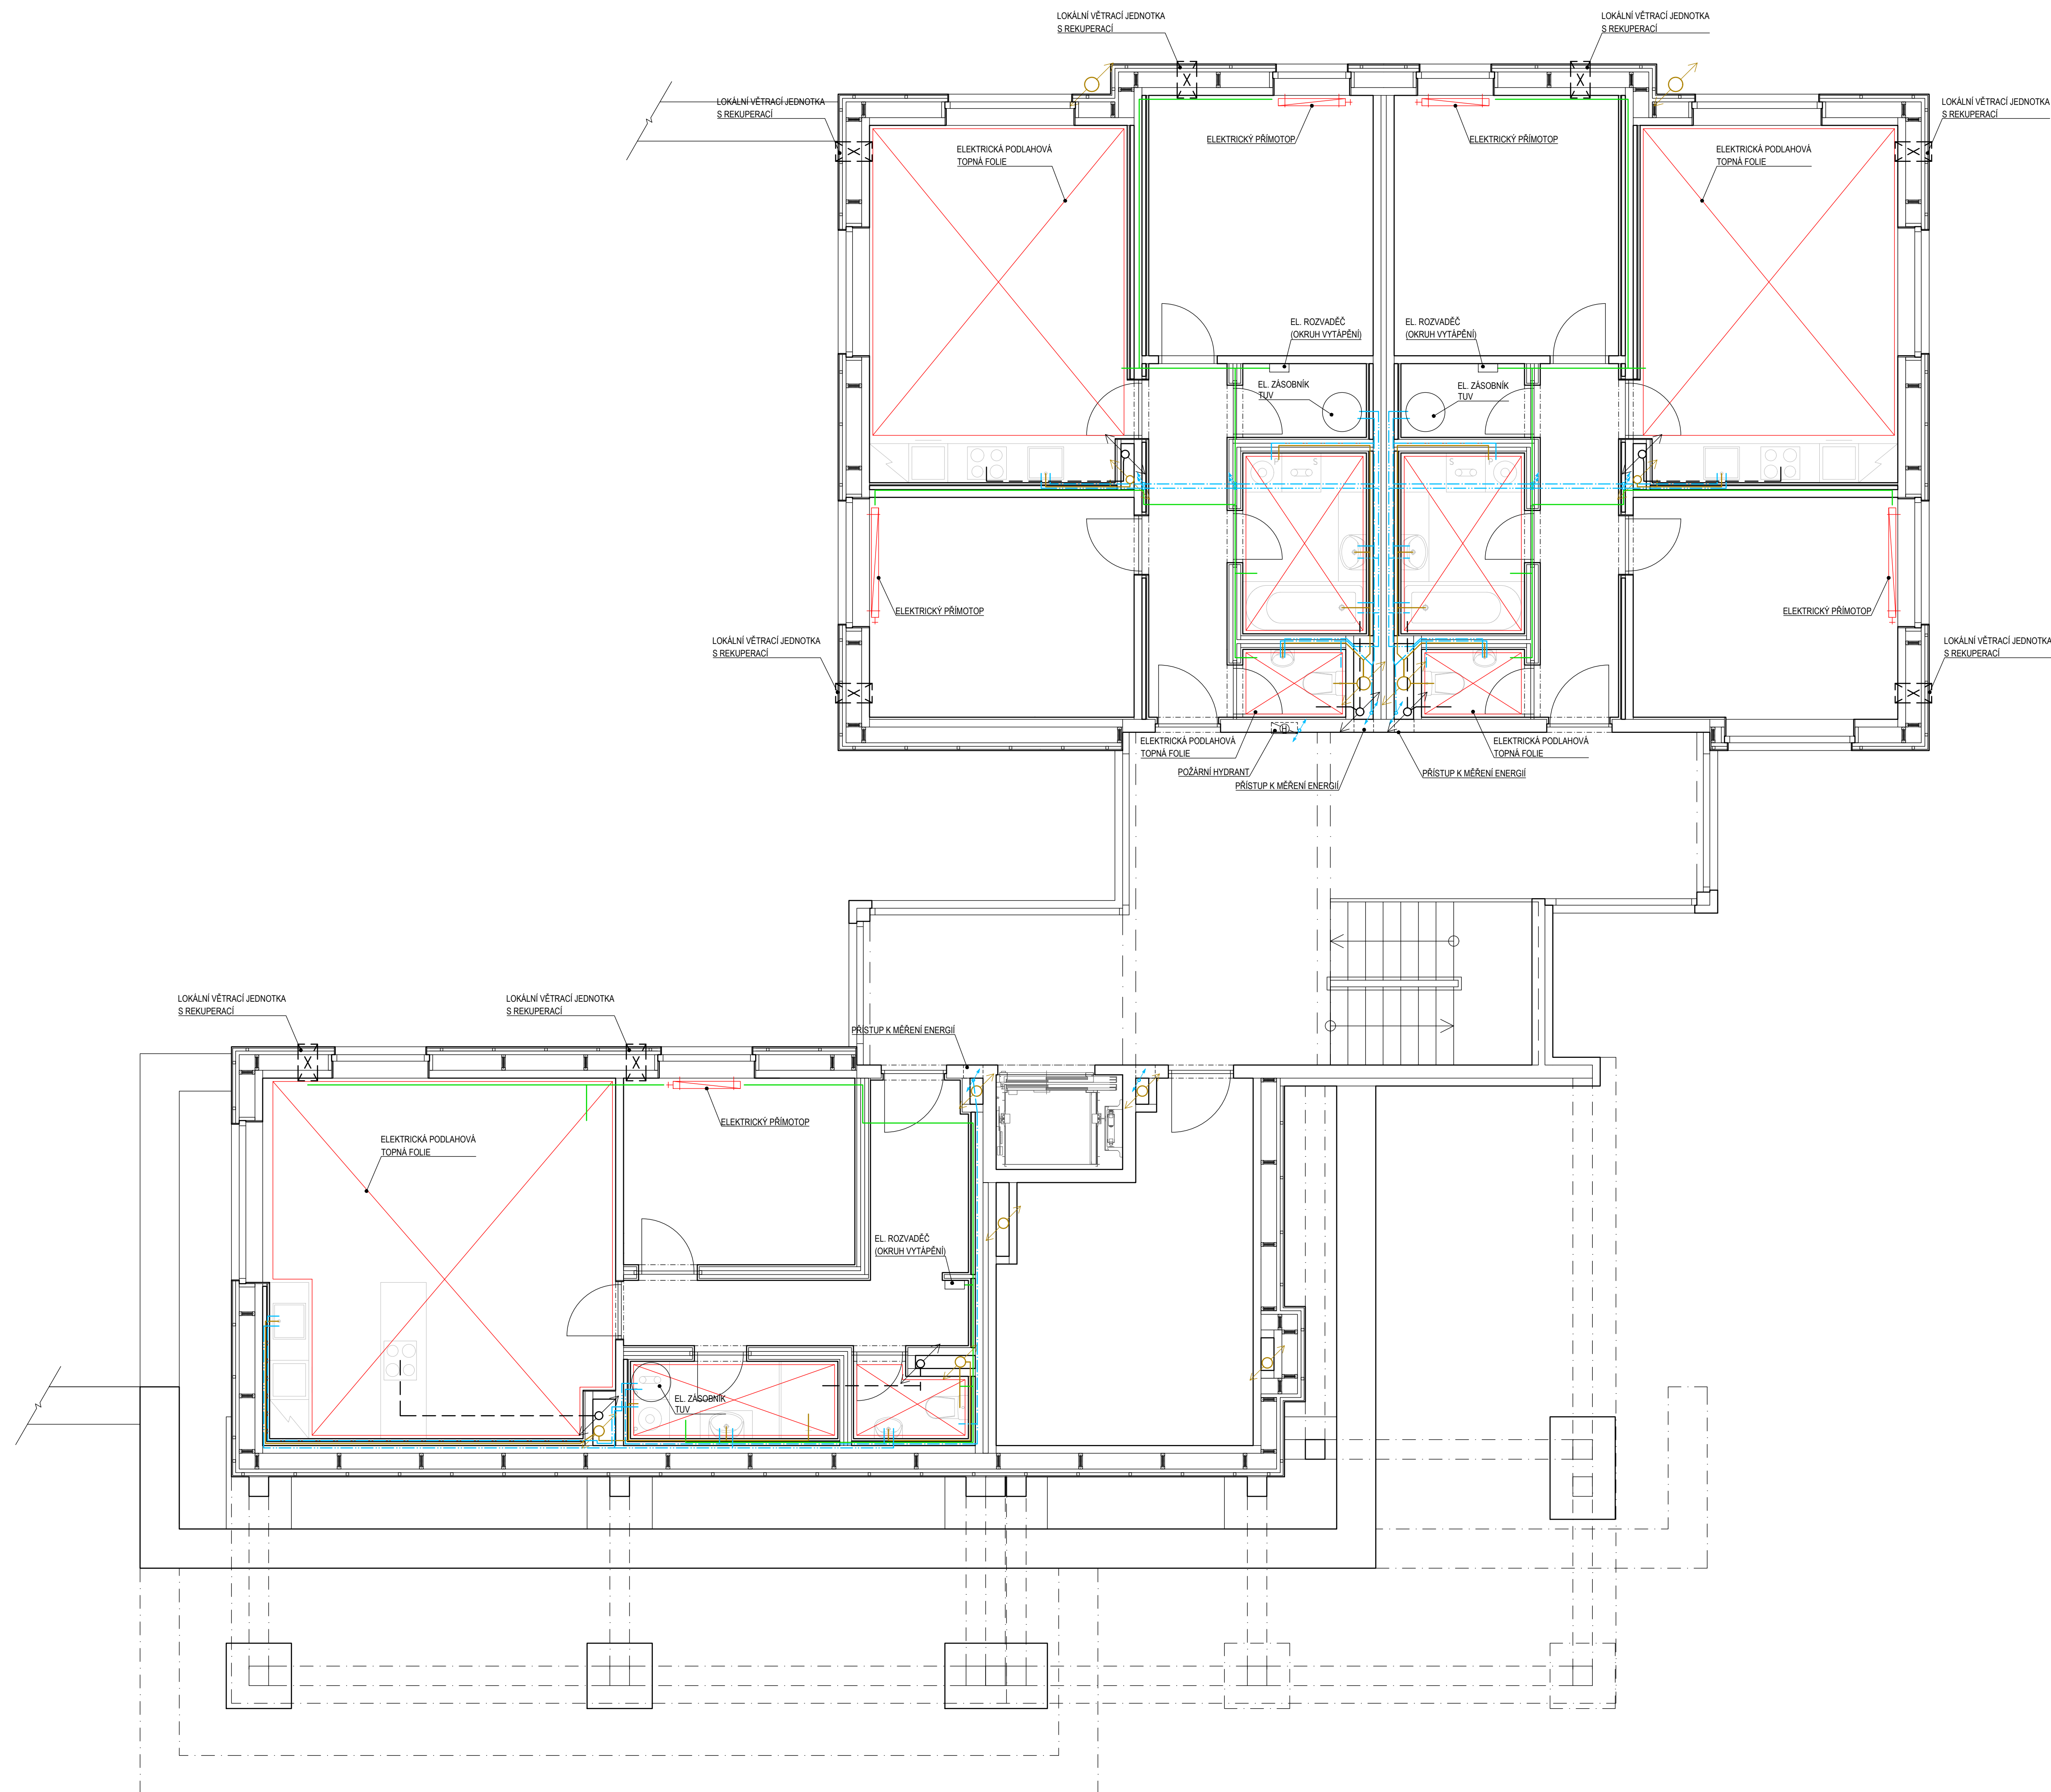 LOKÁLNÍ VĚTRACÍ JEDNOTKA
S REKUPERACÍ
LOKÁLNÍ VĚTRACÍ JEDNOTKA
S REKUPERACÍ
LOKÁLNÍ VĚTRACÍ JEDNOTKA
S REKUPERACÍ
LOKÁLNÍ VĚTRACÍ JEDNOTKA
S REKUPERACÍ
ELEKTRICKÁ PODLAHOVÁ
TOPNÁ FOLIE
ELEKTRICKÝ PŘÍMOTOP
ELEKTRICKÝ PŘÍMOTOP
ELEKTRICKÁ PODLAHOVÁ
TOPNÁ FOLIE
EL. ROZVADĚČ
(OKRUH VYTÁPĚNÍ)
EL. ROZVADĚČ
(OKRUH VYTÁPĚNÍ)
EL. ZÁSOBNÍK
TUV
EL. ZÁSOBNÍK
TUV
S
S
ELEKTRICKÝ PŘÍMOTOP
ELEKTRICKÝ PŘÍMOTOP
LOKÁLNÍ VĚTRACÍ JEDNOTKA
S REKUPERACÍ
LOKÁLNÍ VĚTRACÍ JEDNOTKA
S REKUPERACÍ
H
ELEKTRICKÁ PODLAHOVÁ
TOPNÁ FOLIE
ELEKTRICKÁ PODLAHOVÁ
TOPNÁ FOLIE
POŽÁRNÍ HYDRANT
PŘÍSTUP K MĚŘENÍ ENERGIÍ
PŘÍSTUP K MĚŘENÍ ENERGIÍ
LOKÁLNÍ VĚTRACÍ JEDNOTKA
S REKUPERACÍ
LOKÁLNÍ VĚTRACÍ JEDNOTKA
S REKUPERACÍ
PŘÍSTUP K MĚŘENÍ ENERGIÍ
ELEKTRICKÝ PŘÍMOTOP
ELEKTRICKÁ PODLAHOVÁ
TOPNÁ FOLIE
EL. ROZVADĚČ
(OKRUH VYTÁPĚNÍ)
EL. ZÁSOBNÍK
TUV